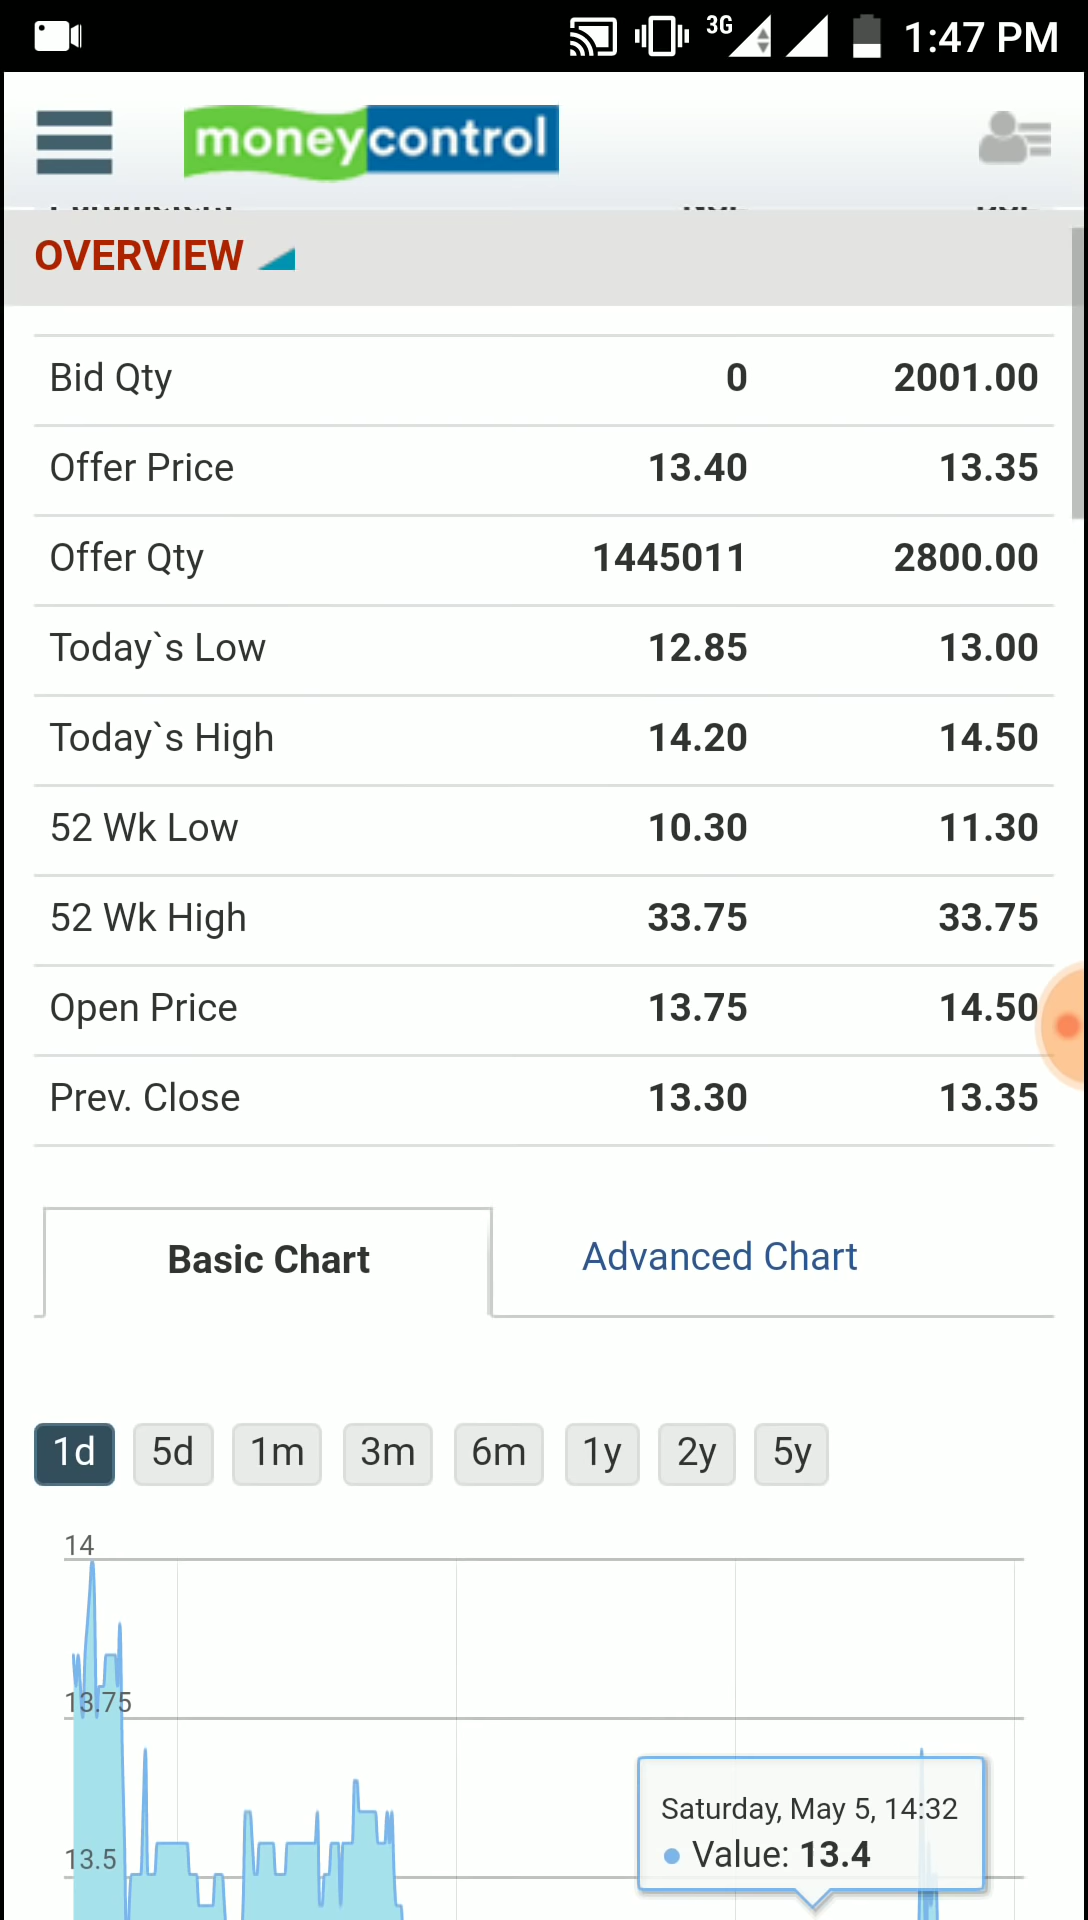 3G 1:47 PM
moneycontrol
OVERVIEW
Bid Qty 0 2001.00
Offer Price 13.40 13.35
Offer Qty 1445011 2800.00
Today`s Low 12.85 13.00
Today`s High 14.20 14.50
52 Wk Low 10.30 11.30
52 Wk High 33.75 33.75
Open Price 13.75 14.50
Prev. Close 13.30 13.35
Basic Chart Advanced Chart
1d 5d 1m 3m 6m 1y 2y 5y
14
13.75
Saturday, May 5, 14:32
Value: 13.4
13.5